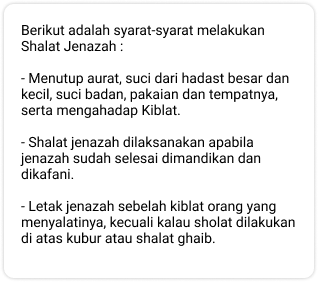 Berikut adalah syarat-syarat melakukan
Shalat Jenazah :
- Menutup aurat, suci dari hadast besar dan
kecil, suci badan, pakaian dan tempatnya,
serta mengahadap Kiblat.
- Shalat jenazah dilaksanakan apabila
jenazah sudah selesai dimandikan dan
dikafani.
- Letak jenazah sebelah kiblat orang yang
menyalatinya, kecuali kalau sholat dilakukan
di atas kubur atau shalat ghaib.